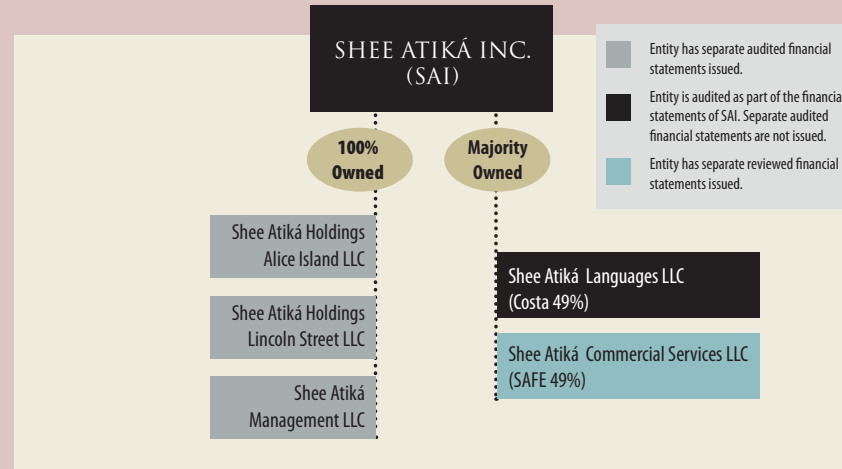 SHEE ATIKÁ INC.
(SAI)
100%
Owned
Majority
Owned
Entity has separate audited financial
statements issued.
Entity is audited as part of the financia
statements of SAI. Separate audited
financial statements are not issued.
Entity has separate reviewed financial
statements issued.
Shee Atiká Holdings
Alice Island LLC
Shee Atiká Holdings
Lincoln Street LLC
Shee Atiká
Management LLC
Shee Atiká Languages LLC
(Costa 49%)
Shee Atiká Commercial Services LLC
(SAFE 49%)